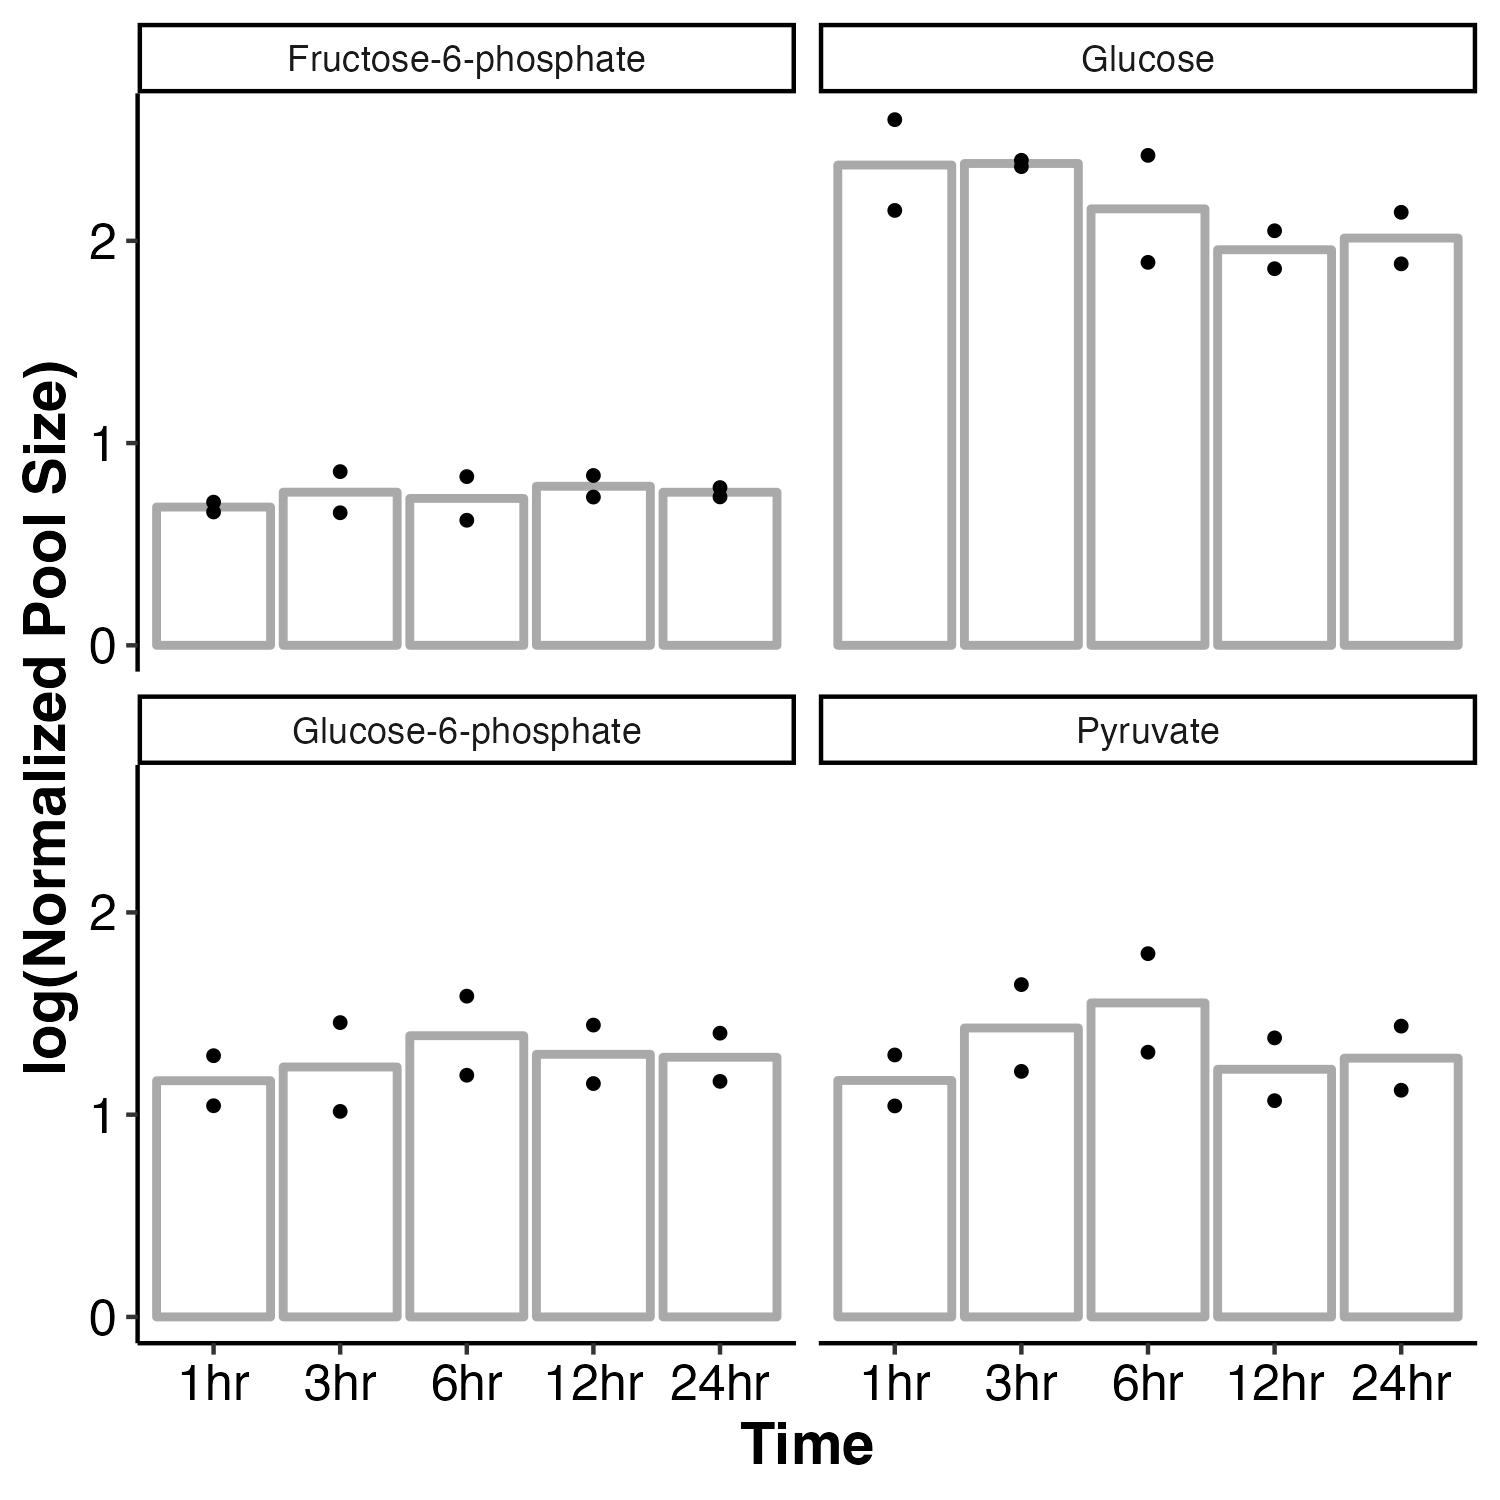 Fructose-6-phosphate
Glucose
2
1
0
Glucose-6-phosphate
Pyruvate
2
1
0
log(Normalized Pool Size)
1hr 3hr 6hr 12hr 24hr
1hr 3hr 6hr 12hr 24hr
Time